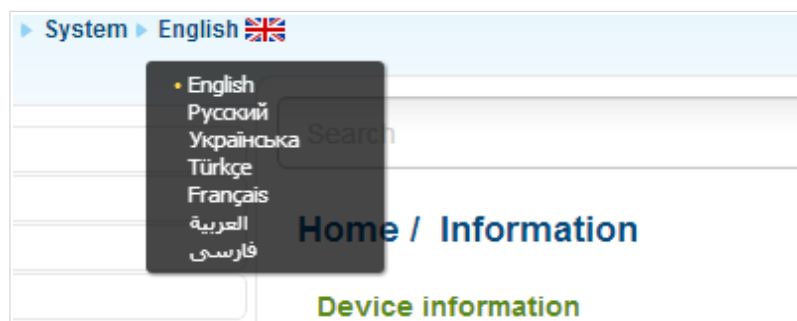 System English
English
Русский
Українська
Türkçe
Français
العربية
فارسی
Search
Home / Information
Device information